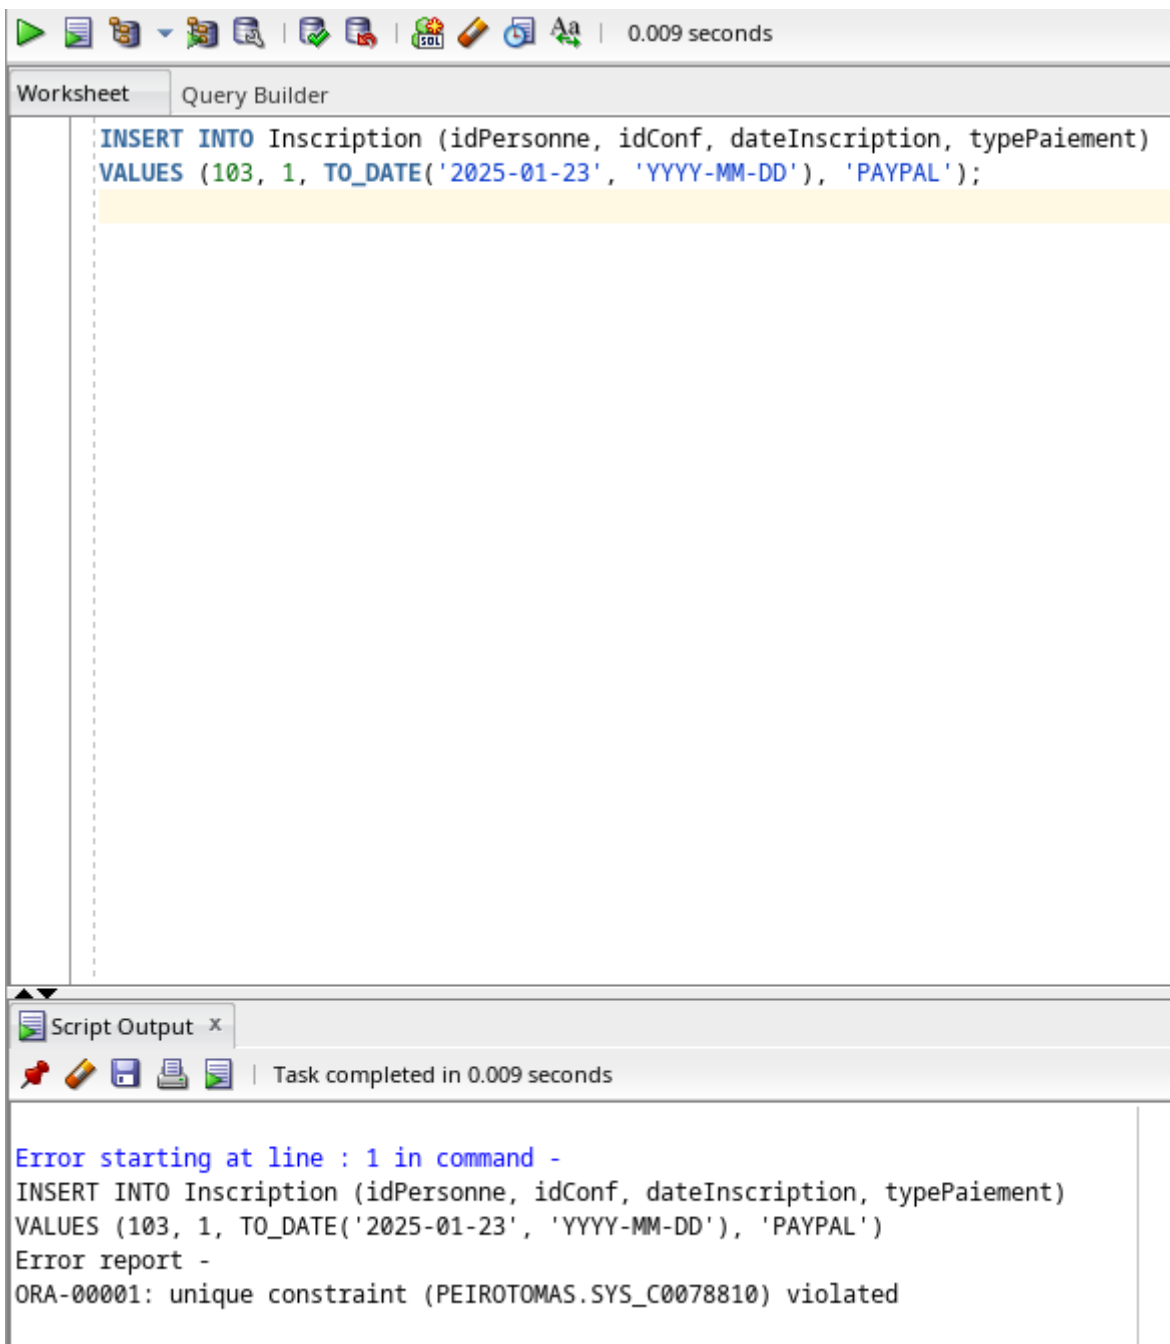 0.009 seconds
Worksheet Query Builder
INSERT INTO Inscription (idPersonne, idConf, dateInscription, typePaiement)
VALUES (103, 1, TO_DATE('2025-01-23', 'YYYY-MM-DD'), 'PAYPAL');
Script Output x
Task completed in 0.009 seconds
Error starting at line : 1 in command -
INSERT INTO Inscription (idPersonne, idConf, dateInscription, typePaiement)
VALUES (103, 1, TO_DATE('2025-01-23', 'YYYY-MM-DD'), 'PAYPAL')
Error report -
ORA-00001: unique constraint (PEIROTOMAS.SYS_C0078810) violated